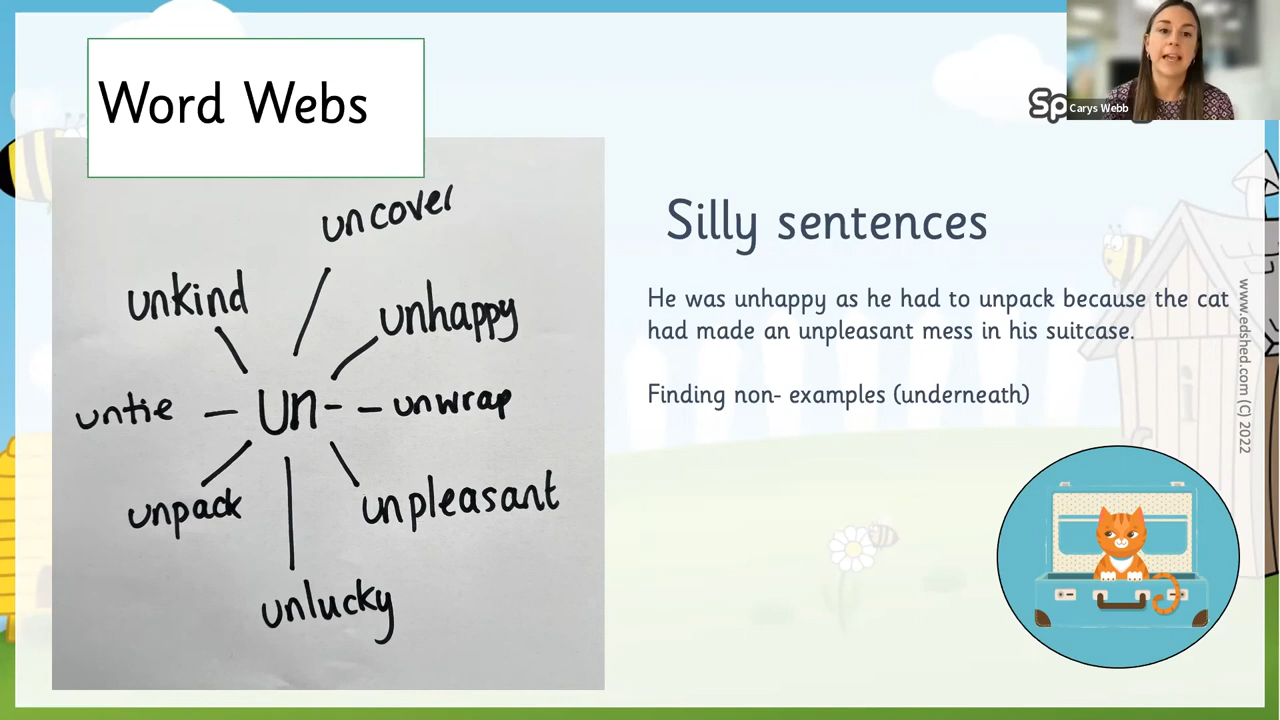 Word Webs
Sp
Carys Webb
uncover
unkind
unhappy
untie
un-
unwrap
unpack
unpleasant
unlucky
Silly sentences
He was unhappy as he had to unpack because the cat
had made an unpleasant mess in his suitcase.
Finding non- examples (underneath)
www.edshed.com (C) 2022